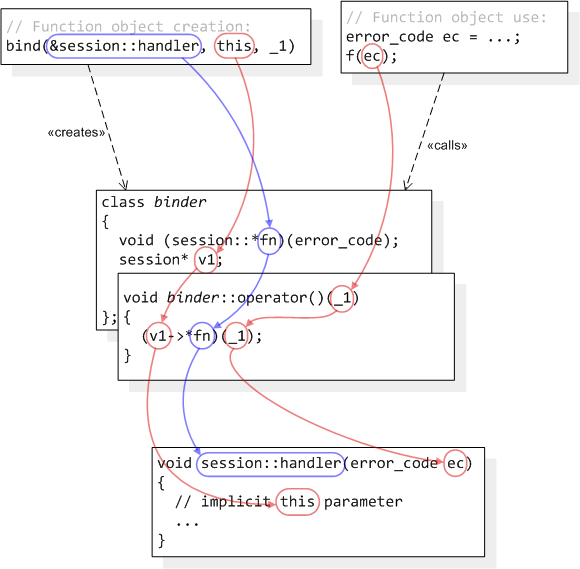 // Function object creation:
bind(&session::handler, this, _1)
// Function object use:
error_code ec = ...;
f(ec);
«creates»
«calls»
class binder
{
void (session::*fn)(error_code);
session* v1;
};
void binder::operator()(_1)
{
(v1->*fn)(_1);
}
void session::handler(error_code ec)
{
// implicit this parameter
...
}